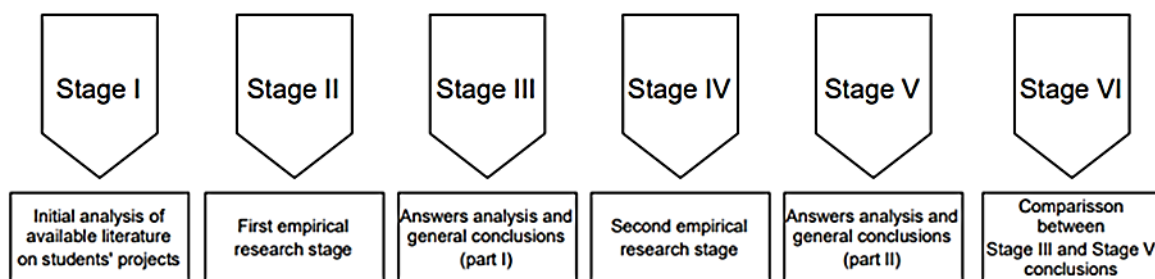 Stage I
Stage II
Stage III
Stage IV
Stage V
Stage VI
Initial analysis of
available literature
on students' projects
First empirical
research stage
Answers analysis and
general conclusions
(part I)
Second empirical
research stage
Answers analysis and
general conclusions
(part II)
Comparisson
between
Stage III and Stage V
conclusions